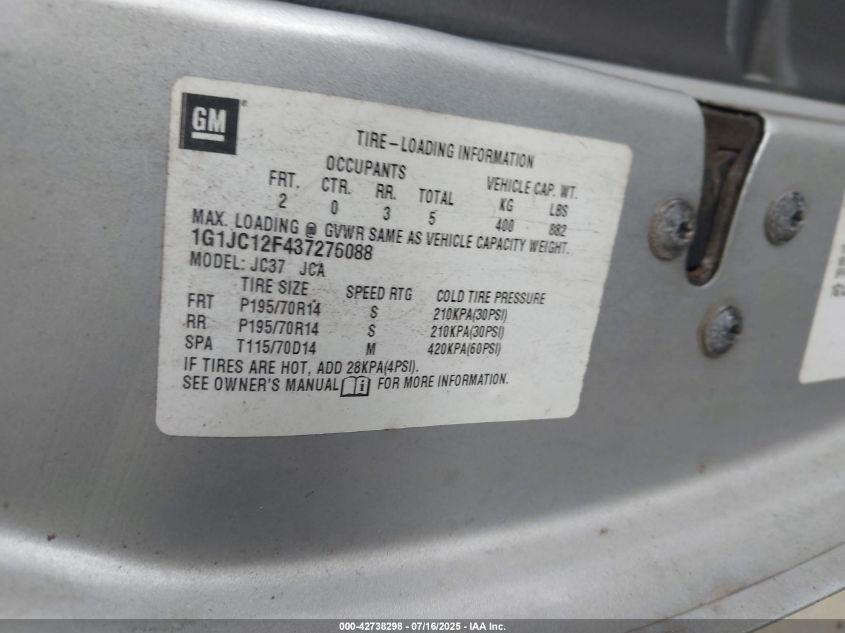 GM
TIRE-LOADING INFORMATION
OCCUPANTS VEHICLE CAP. WT.
FRT. CTR. RR. TOTAL KG LBS
2 0 3 5 400 882
MAX. LOADING @ GVWR SAME AS VEHICLE CAPACITY WEIGHT.
1G1JC12F437276088
MODEL: JC37 JCA
TIRE SIZE SPEED RTG COLD TIRE PRESSURE
FRT P195/70R14 S 210KPA(30PSI)
RR P195/70R14 S 210KPA(30PSI)
SPA T115/70D14 M 420KPA(60PSI)
IF TIRES ARE HOT, ADD 28KPA(4PSI).
SEE OWNER'S MANUAL i FOR MORE INFORMATION.
000-42738298 - 07/16/2025 - IAA Inc.